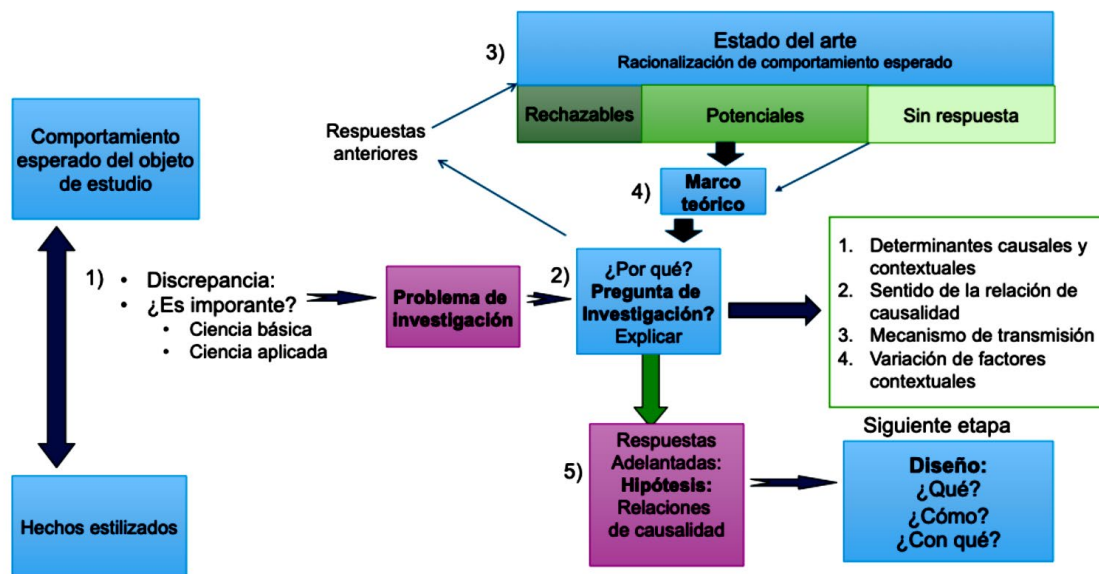 3)
Estado del arte
Racionalización de comportamiento esperado
Rechazables
Potenciales
Sin respuesta
Respuestas
anteriores
Comportamiento
esperado del objeto
de estudio
4)
Marco
teórico
1)
• Discrepancia:
• ¿Es imporante?
• Ciencia básica
• Ciencia aplicada
Problema de
investigación
2)
¿Por qué?
Pregunta de
Investigación?
Explicar
1. Determinantes causales y
contextuales
2. Sentido de la relación de
causalidad
3. Mecanismo de transmisión
4. Variación de factores
contextuales
Hechos estilizados
5)
Respuestas
Adelantadas:
Hipótesis:
Relaciones
de causalidad
Siguiente etapa
Diseño:
¿Qué?
¿Cómo?
¿Con qué?